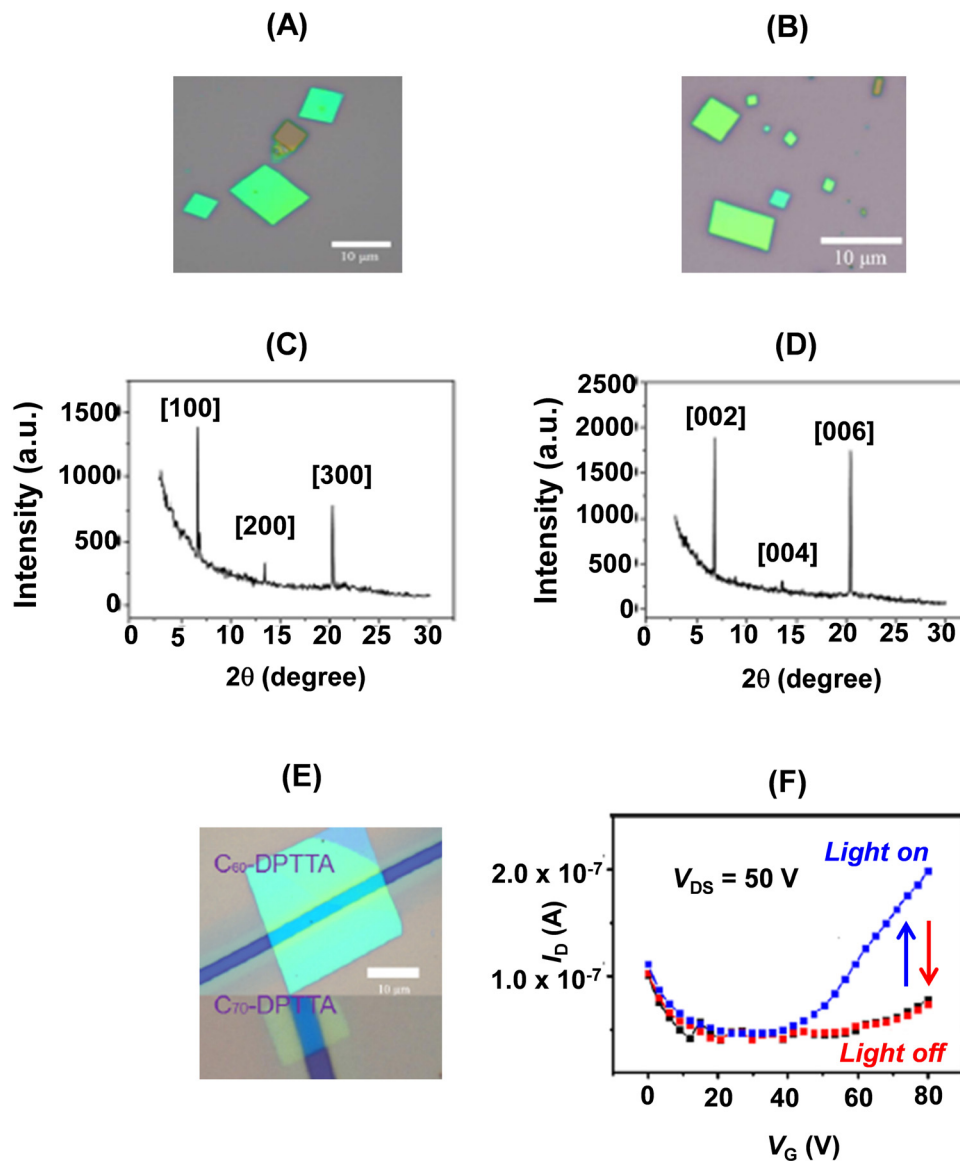 (A)
(B)
10 μm
10 μm
(C)
(D)
Intensity (a.u.)
1500
1000
500
0
[100]
[200]
[300]
0 5 10 15 20 25 30
2θ (degree)
Intensity (a.u.)
2500
2000
1500
1000
500
0
[002]
[004]
[006]
0 5 10 15 20 25 30
2θ (degree)
(E)
(F)
C60-DPTTA
10 μm
C70-DPTTA
ID (A)
2.0 x 10-7
1.0 x 10-7
VDS = 50 V
Light on
Light off
0 20 40 60 80
VG (V)